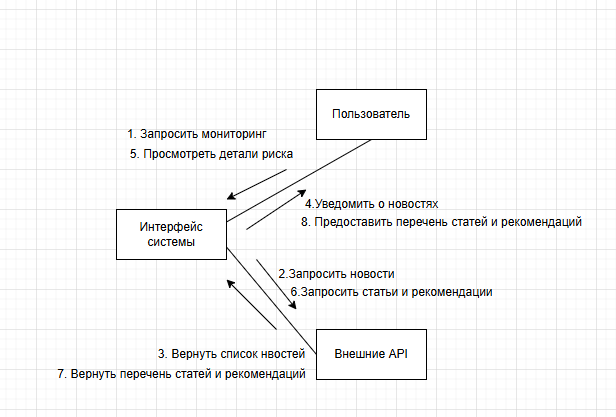 Пользователь
1. Запросить мониторинг
5. Просмотреть детали риска
4.Уведомить о новостях
8. Предоставить перечень статей и рекомендаций
Интерфейс
системы
2.Запросить новости
6.Запросить статьи и рекомендации
3. Вернуть список нвостей
7. Вернуть перечень статей и рекомендаций
Внешние API